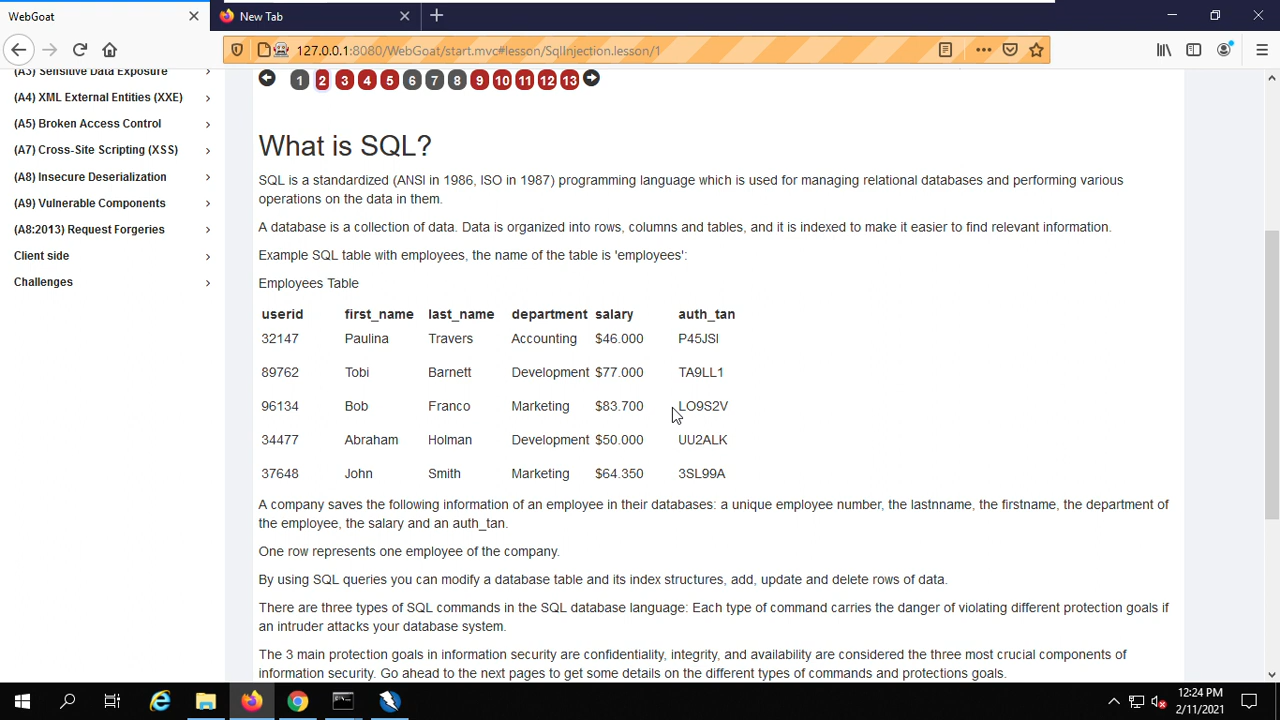 WebGoat
New Tab
127.0.0.1:8080/WebGoat/start.mvc#lesson/SqlInjection.lesson/1
(A3) Sensitive Data Exposure
(A4) XML External Entities (XXE)
(A5) Broken Access Control
(A7) Cross-Site Scripting (XSS)
(A8) Insecure Deserialization
(A9) Vulnerable Components
(A8:2013) Request Forgeries
Client side
Challenges
1 2 3 4 5 6 7 8 9 10 11 12 13
What is SQL?
SQL is a standardized (ANSI in 1986, ISO in 1987) programming language which is used for managing relational databases and performing various
operations on the data in them.
A database is a collection of data. Data is organized into rows, columns and tables, and it is indexed to make it easier to find relevant information.
Example SQL table with employees, the name of the table is 'employees':
Employees Table
userid first_name last_name department salary auth_tan
32147 Paulina Travers Accounting $46.000 P45JSI
89762 Tobi Barnett Development $77.000 TA9LL1
96134 Bob Franco Marketing $83.700 LO9S2V
34477 Abraham Holman Development $50.000 UU2ALK
37648 John Smith Marketing $64.350 3SL99A
A company saves the following information of an employee in their databases: a unique employee number, the lastnname, the firstname, the department of
the employee, the salary and an auth_tan.
One row represents one employee of the company.
By using SQL queries you can modify a database table and its index structures, add, update and delete rows of data.
There are three types of SQL commands in the SQL database language: Each type of command carries the danger of violating different protection goals if
an intruder attacks your database system.
The 3 main protection goals in information security are confidentiality, integrity, and availability are considered the three most crucial components of
information security. Go ahead to the next pages to get some details on the different types of commands and protections goals.
12:24 PM
2/11/2021